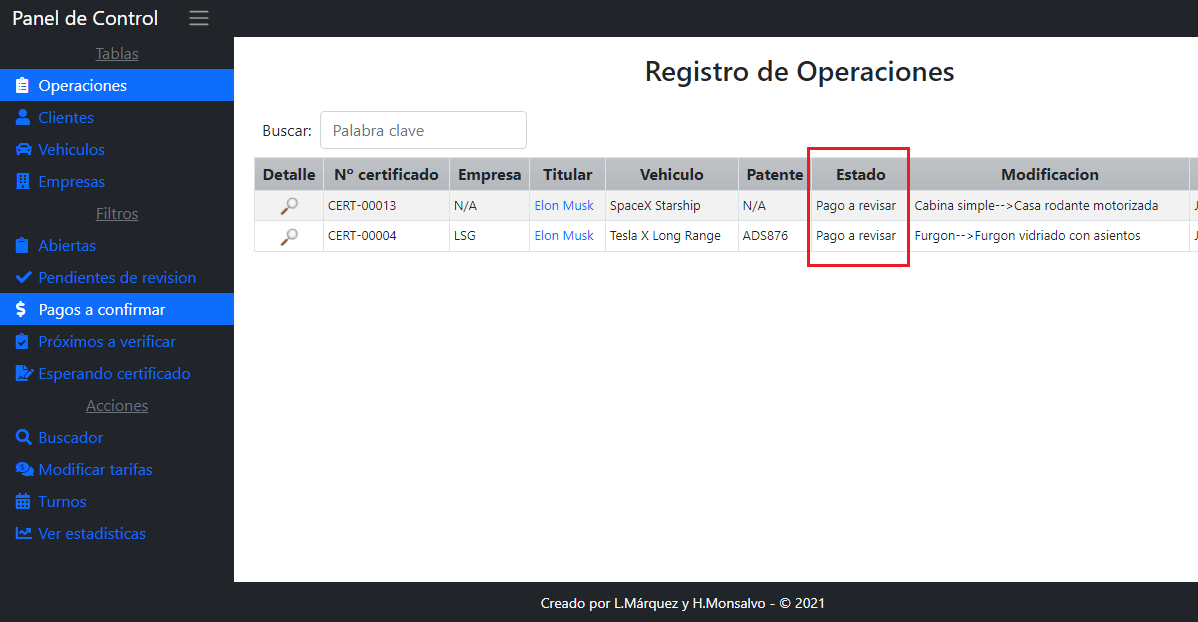 Panel de Control
Tablas
Operaciones
Clientes
Vehiculos
Empresas
Filtros
Abiertas
Pendientes de revision
Pagos a confirmar
Próximos a verificar
Esperando certificado
Acciones
Buscador
Modificar tarifas
Turnos
Ver estadisticas
Registro de Operaciones
Buscar: Palabra clave
Detalle Nº certificado Empresa Titular Vehiculo Patente Estado Modificacion
CERT-00013 N/A Elon Musk SpaceX Starship N/A Pago a revisar Cabina simple-->Casa rodante motorizada
CERT-00004 LSG Elon Musk Tesla X Long Range ADS876 Pago a revisar Furgon-->Furgon vidriado con asientos
Creado por L.Márquez y H.Monsalvo - © 2021